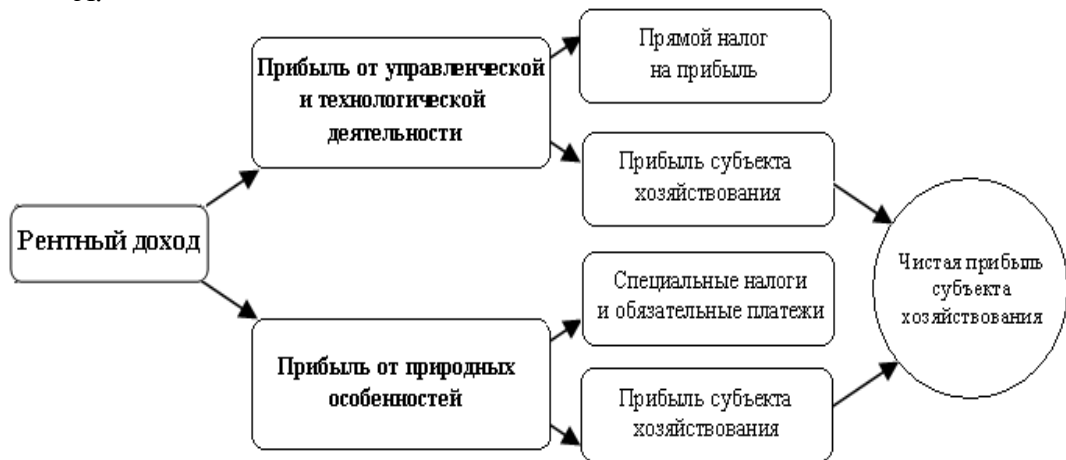 Прямой налог
на прибыль
Прибыль от управленческой
и технологической
деятельности
Прибыль субъекта
хозяйствования
Рентный доход
Чистая прибыль
субъекта
хозяйствования
Специальные налоги
и обязательные платежи
Прибыль от природных
особенностей
Прибыль субъекта
хозяйствования